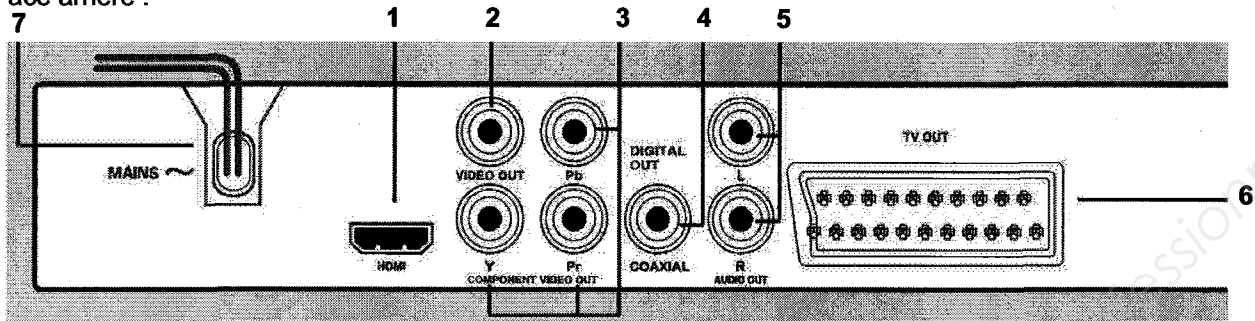 ace arrière :
7 1 2 3 4 5
TV OUT
DIGITAL
OUT
MAINS ~
VIDEO OUT Pb L
6
HDMI Y Pr COAXIAL R
COMPONENT VIDEO OUT AUDIO OUT